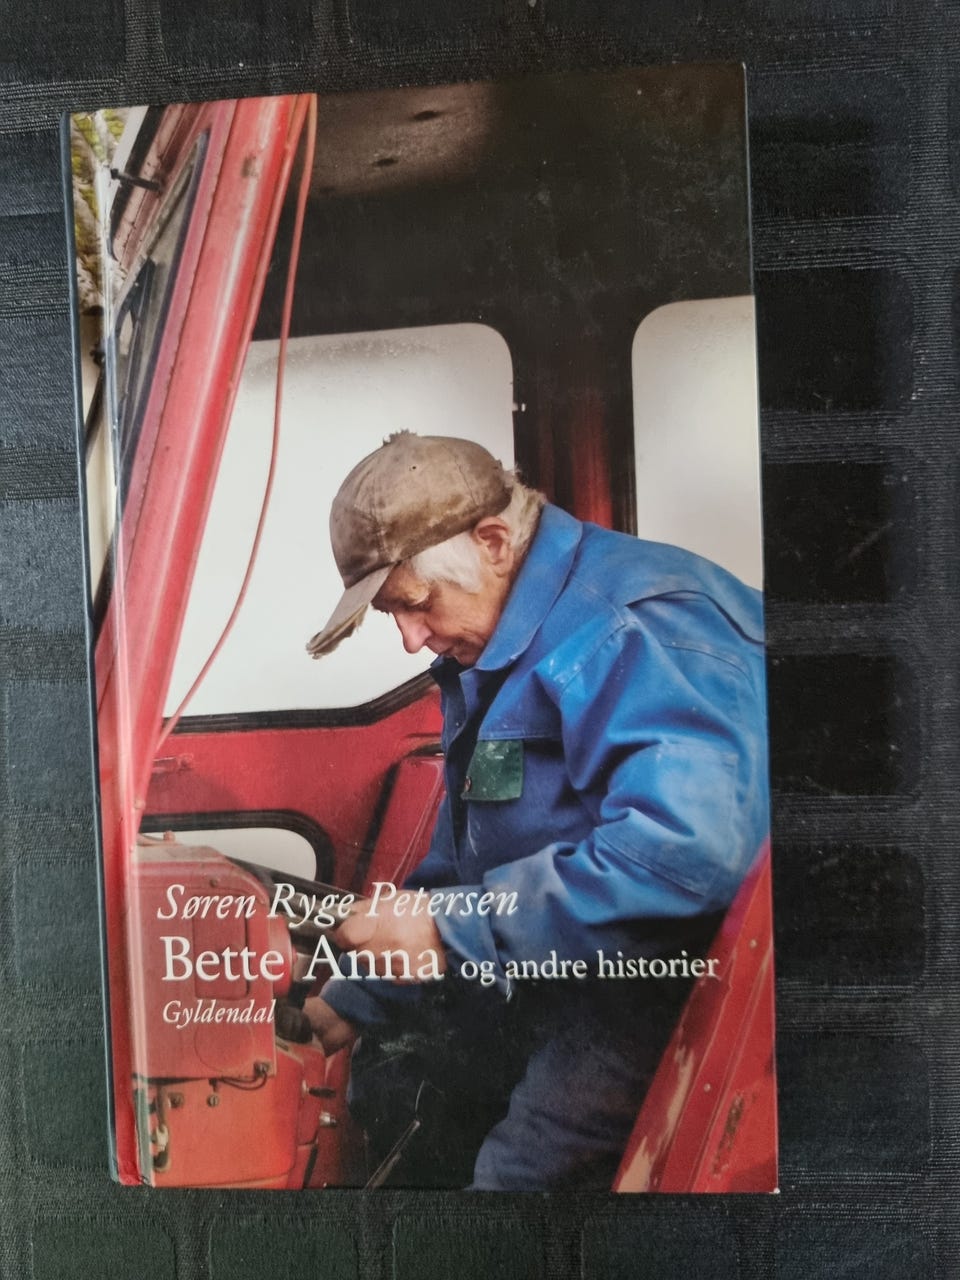 Søren Ryge Petersen
Bette Anna og andre historier
Gyldendal